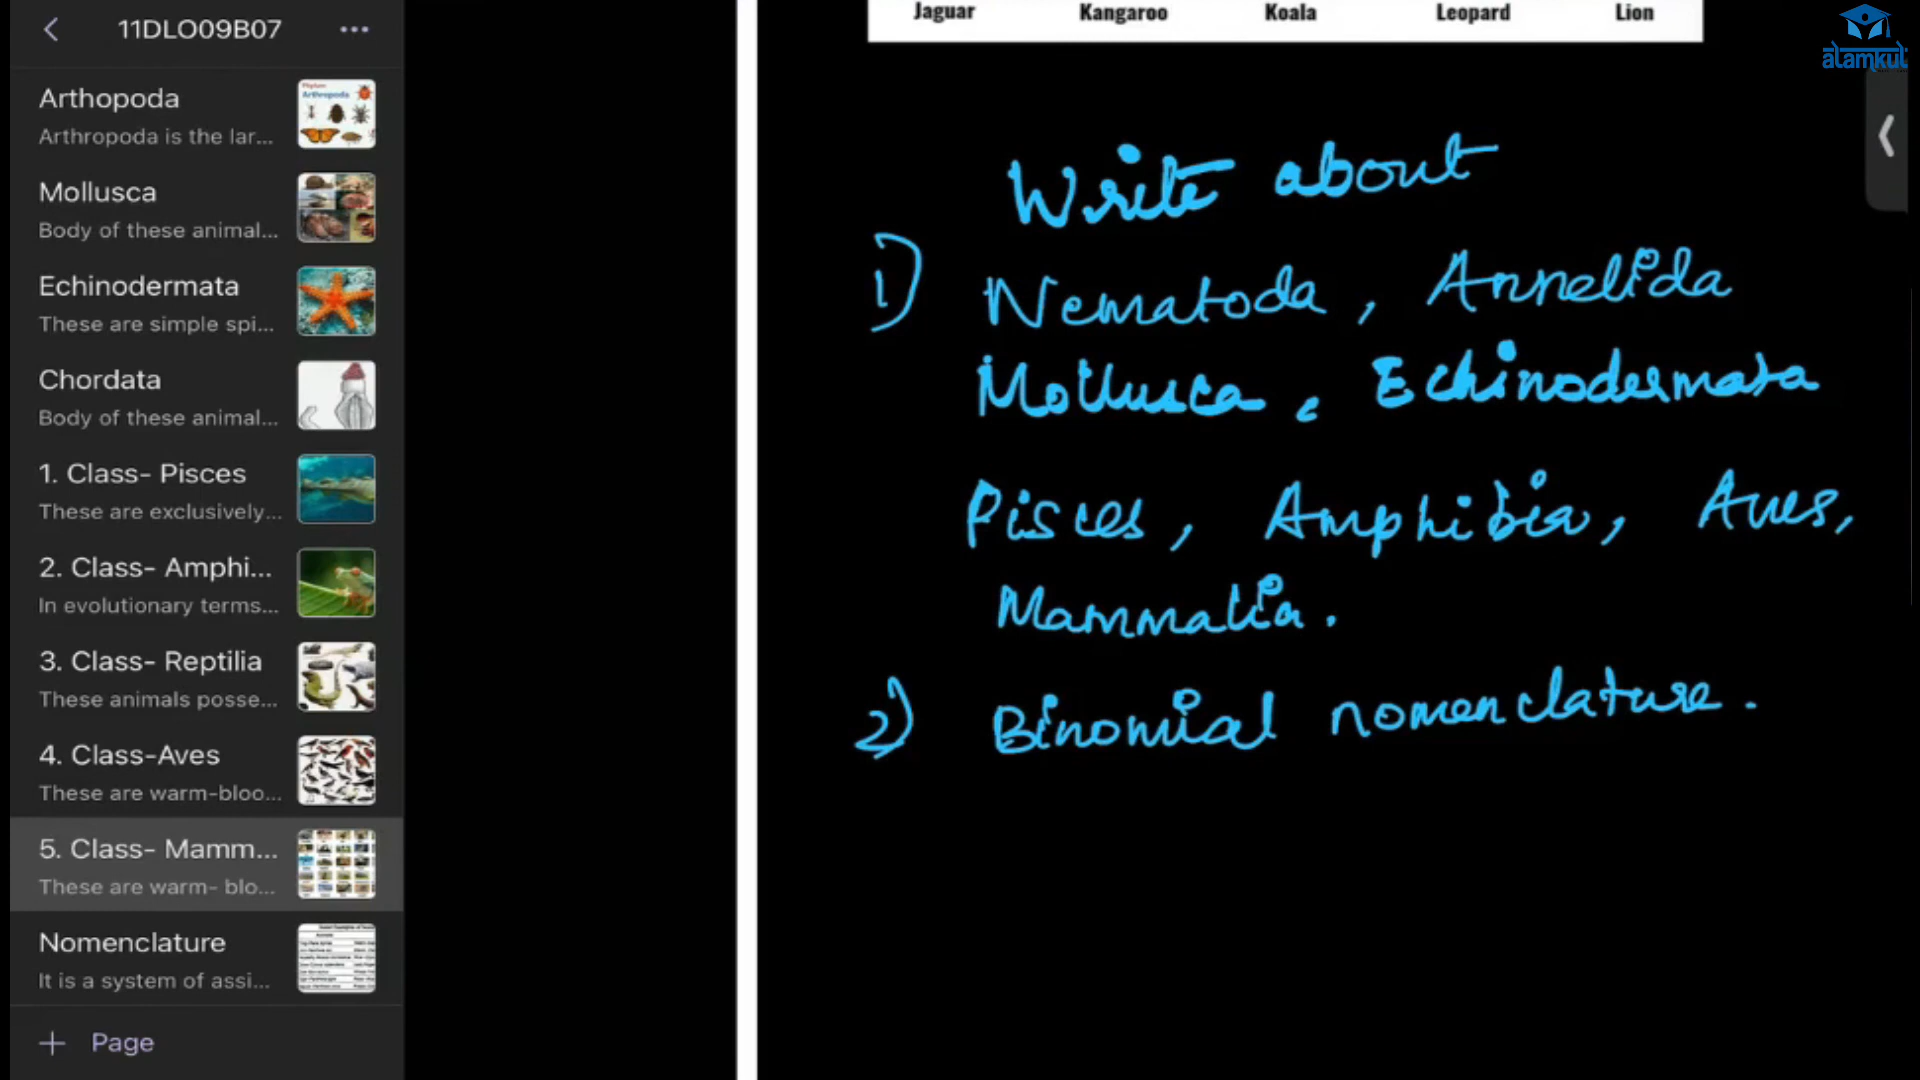 11DLO09B07
Arthopoda
Arthropoda is the lar...
Mollusca
Body of these animal...
Echinodermata
These are simple spi...
Chordata
Body of these animal...
1. Class- Pisces
These are exclusively...
2. Class- Amphi...
In evolutionary terms...
3. Class- Reptilia
These animals posse...
4. Class-Aves
These are warm-bloo...
5. Class- Mamm...
These are warm- blo...
Nomenclature
It is a system of assi...
+ Page
Jaguar Kangaroo Koala Leopard Lion
Write about
1) Nematoda, Annelida
Mollusca, Echinodermata
Pisces, Amphibia, Aves,
Mammalia.
2) Binomial nomenclature.
alamkul
Phylum
Arthropoda